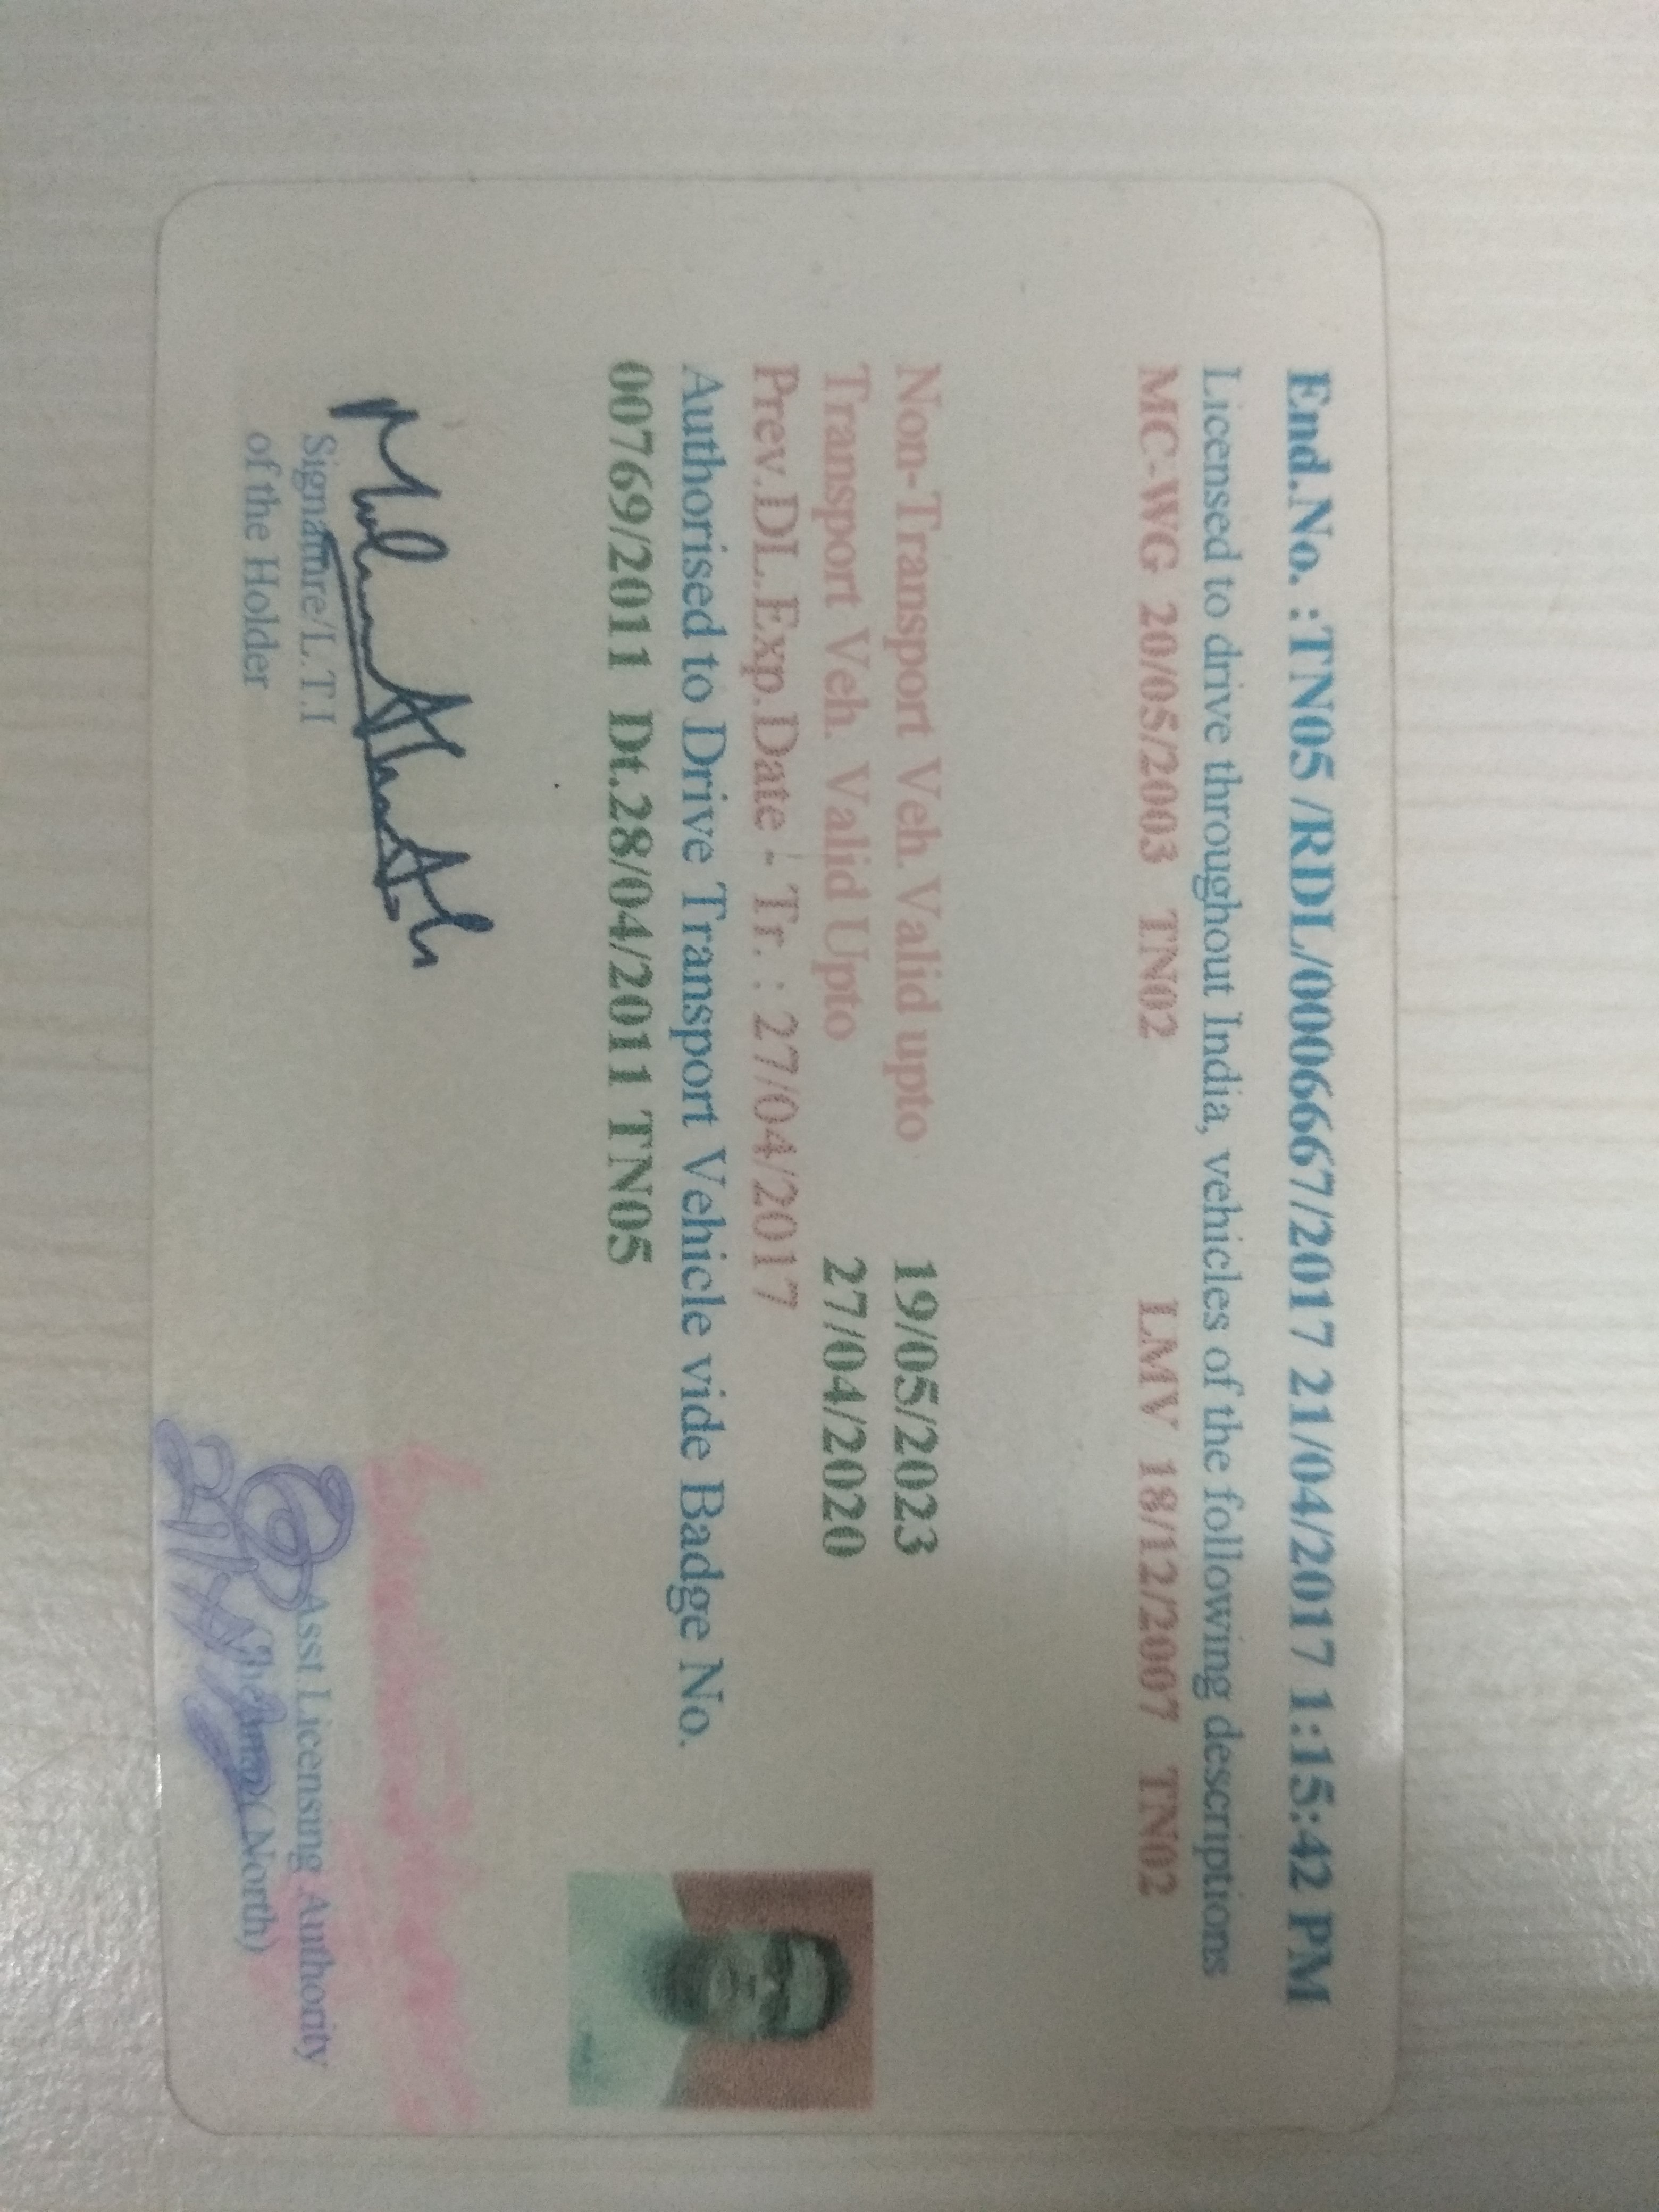 End.No. :TN05 /RDL/0006667/2017 21/04/2017 1:15:42 PM
Licensed to drive throughout India, vehicles of the following descriptions
MC-WG 20/05/2003 TN02 LMV 18/12/2007 TN02
Non-Transport Veh. Valid upto 19/05/2023
Transport Veh. Valid Upto 27/04/2020
Prev.DL.Exp.Date - Tr. : 27/04/2017
Authorised to Drive Transport Vehicle vide Badge No.
00769/2011 Dt.28/04/2011 TN05
Signature/L.T.I
of the Holder
Asst Licensing Authority
North)